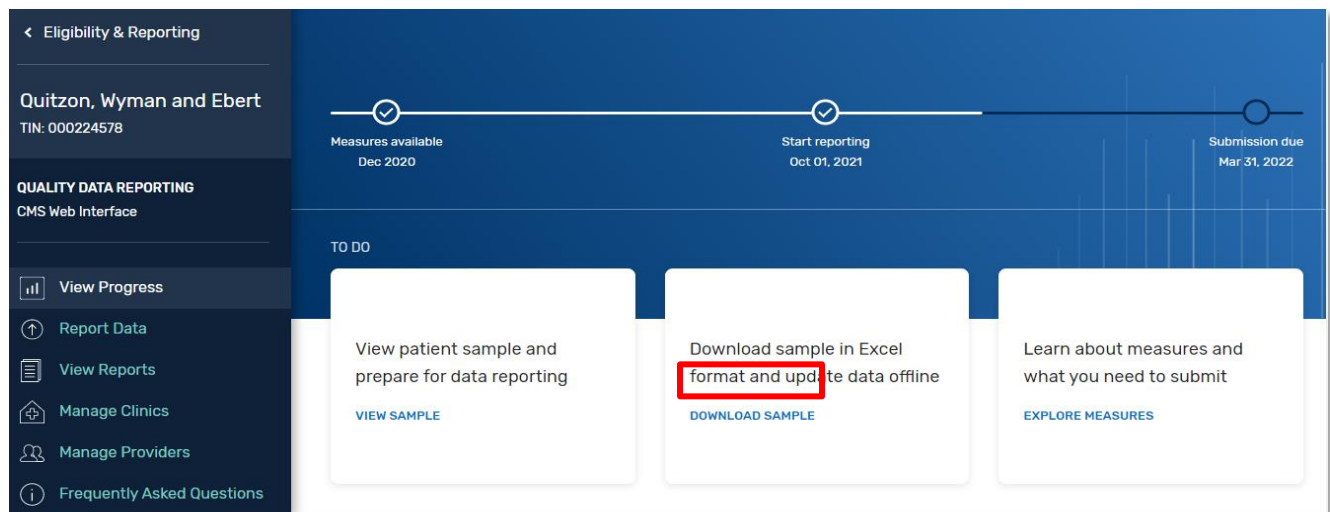 Eligibility & Reporting
Quitzon, Wyman and Ebert
TIN: 000224578
QUALITY DATA REPORTING
CMS Web Interface
View Progress
Report Data
View Reports
Manage Clinics
Manage Providers
Frequently Asked Questions
Measures available
Dec 2020
Start reporting
Oct 01, 2021
Submission due
Mar 31, 2022
TO DO
View patient sample and
prepare for data reporting
VIEW SAMPLE
Download sample in Excel
format and update data offline
DOWNLOAD SAMPLE
Learn about measures and
what you need to submit
EXPLORE MEASURES